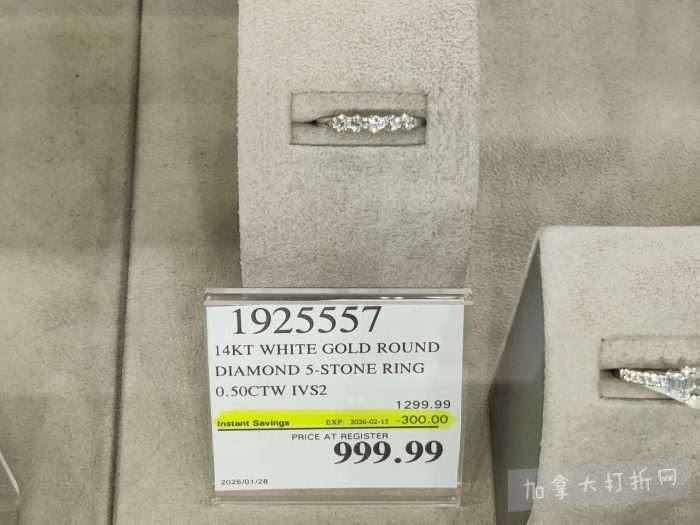 1925557
14KT WHITE GOLD ROUND
DIAMOND 5-STONE RING
0.50CTW IVS2
1299.99
Instant Savings EXP. 2026-02-15 -300.00
PRICE AT REGISTER
999.99
2026/01/28
加拿大打折网